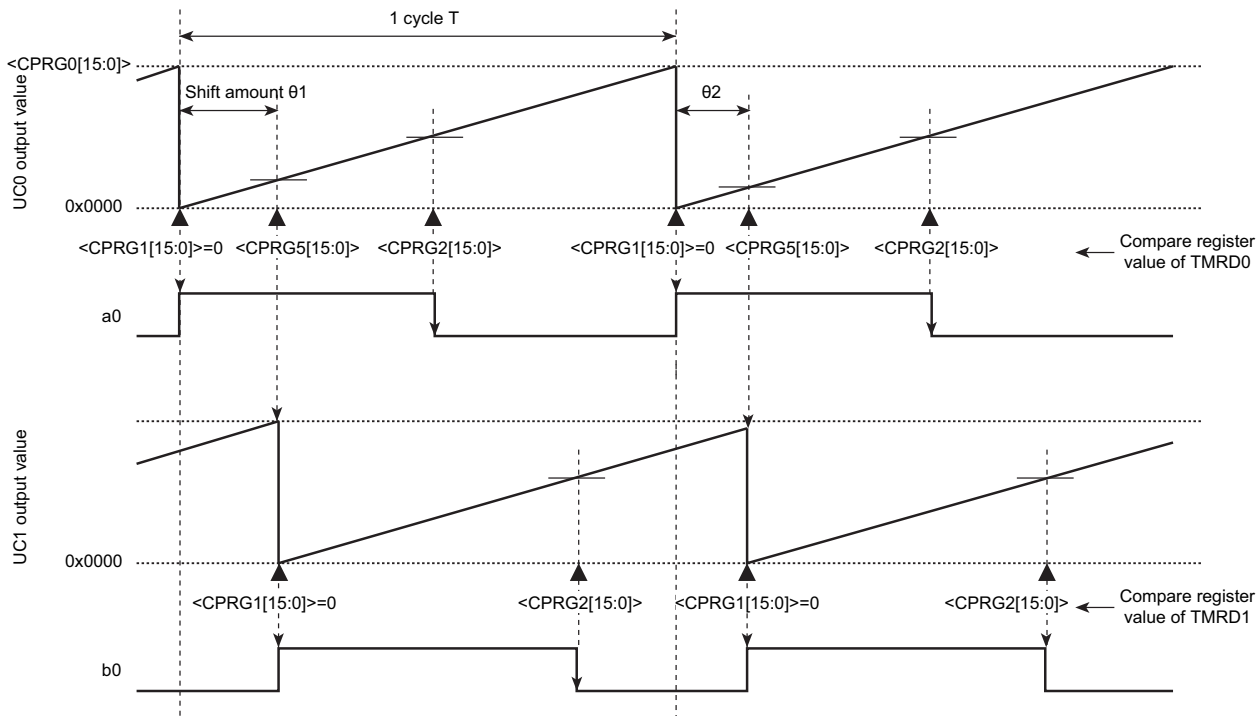 1 cycle T
<CPRG0[15:0]>
Shift amount θ1
θ2
UC0 output value
0x0000
<CPRG1[15:0]>=0
<CPRG5[15:0]>
<CPRG2[15:0]>
<CPRG1[15:0]>=0
<CPRG5[15:0]>
<CPRG2[15:0]>
Compare register
value of TMRD0
a0
UC1 output value
0x0000
<CPRG1[15:0]>=0
<CPRG2[15:0]>
<CPRG1[15:0]>=0
<CPRG2[15:0]>
Compare register
value of TMRD1
b0